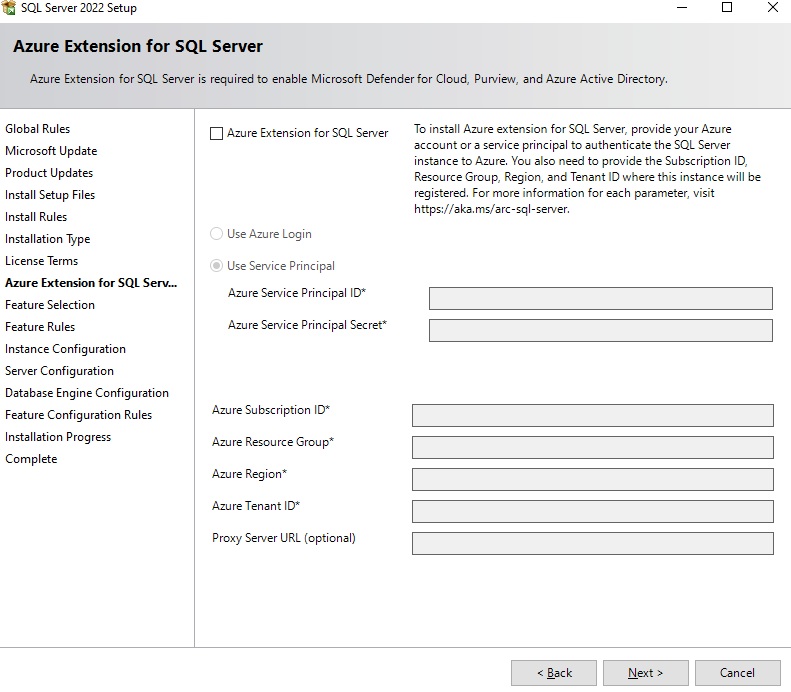 SQL Server 2022 Setup
Azure Extension for SQL Server
Azure Extension for SQL Server is required to enable Microsoft Defender for Cloud, Purview, and Azure Active Directory.
Global Rules
Microsoft Update
Product Updates
Install Setup Files
Install Rules
Installation Type
License Terms
Azure Extension for SQL Serv...
Feature Selection
Feature Rules
Instance Configuration
Server Configuration
Database Engine Configuration
Feature Configuration Rules
Installation Progress
Complete
Azure Extension for SQL Server
To install Azure extension for SQL Server, provide your Azure
account or a service principal to authenticate the SQL Server
instance to Azure. You also need to provide the Subscription ID,
Resource Group, Region, and Tenant ID where this instance will be
registered. For more information for each parameter, visit
https://aka.ms/arc-sql-server.
Use Azure Login
Use Service Principal
Azure Service Principal ID*
Azure Service Principal Secret*
Azure Subscription ID*
Azure Resource Group*
Azure Region*
Azure Tenant ID*
Proxy Server URL (optional)
< Back
Next >
Cancel